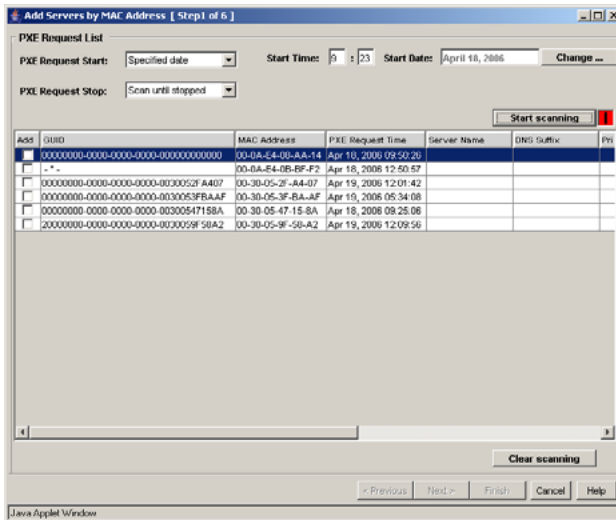 Add Servers by MAC Address [ Step1 of 6 ]
PXE Request List
PXE Request Start: Specified date Start Time: 9 : 23 Start Date: April 18, 2006 Change ...
PXE Request Stop: Scan until stopped
Start scanning
Add GUID MAC Address PXE Request Time Server Name DNS Suffix Pri
00000000-0000-0000-0000-000000000000 00-0A-E4-08-AA-14 Apr 18, 2006 09:50:26
- * - 00-0A-E4-0B-BF-F2 Apr 18, 2006 12:50:57
00000000-0000-0000-0000-0030052FA407 00-30-05-2F-A4-07 Apr 19, 2006 12:01:42
00000000-0000-0000-0000-0030053FBAAF 00-30-05-3F-BA-AF Apr 19, 2006 05:34:08
00000000-0000-0000-0000-00300547158A 00-30-05-47-15-8A Apr 18, 2006 09:25:06
20000000-0000-0000-0000-0030059F58A2 00-30-05-9F-58-A2 Apr 19, 2006 12:09:56
Clear scanning
< Previous Next > Finish Cancel Help
Java Applet Window